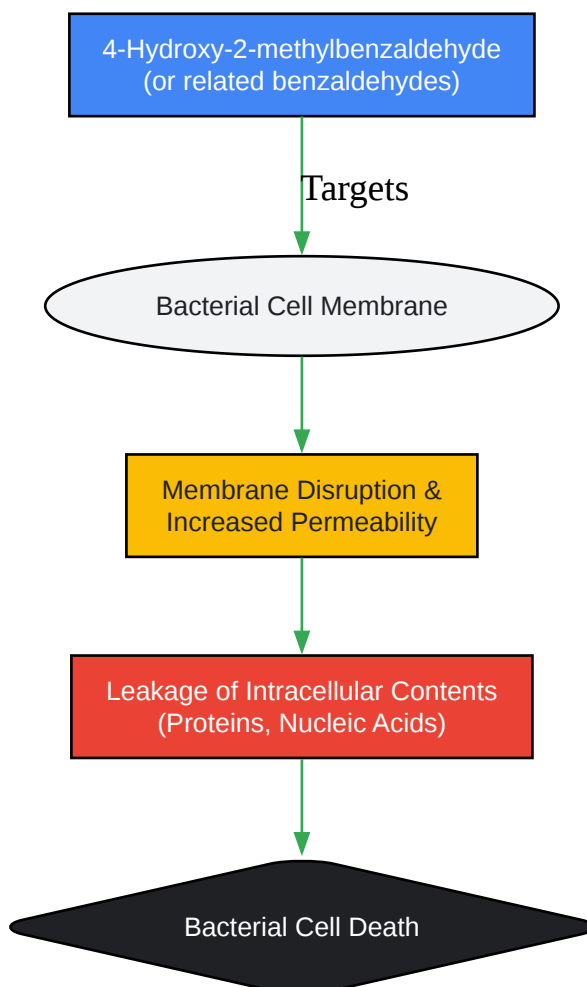 4-Hydroxy-2-methylbenzaldehyde
(or related benzaldehydes)
Targets
Bacterial Cell Membrane
Membrane Disruption &
Increased Permeability
Leakage of Intracellular Contents
(Proteins, Nucleic Acids)
Bacterial Cell Death